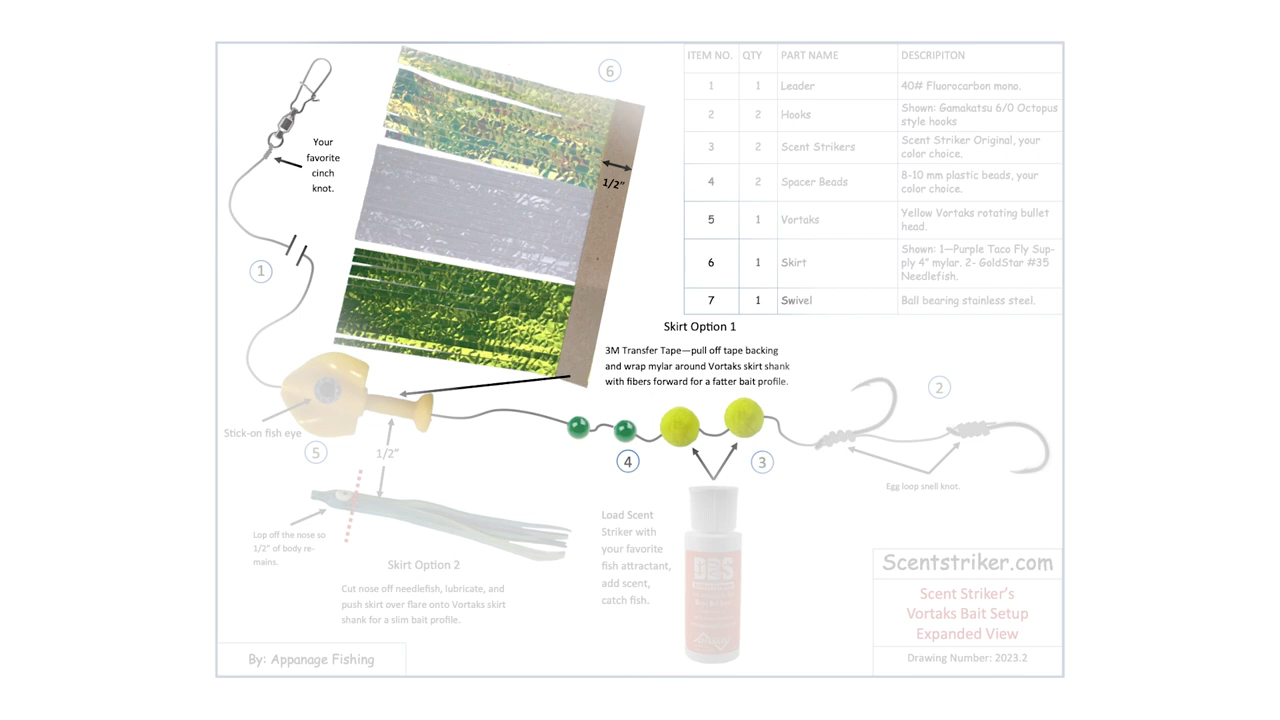 ITEM NO. QTY PART NAME DESCRIPITON
1 1 Leader 40# Fluorocarbon mono.
2 2 Hooks Shown: Gamakatsu 6/0 Octopus
style hooks
3 2 Scent Strikers Scent Striker Original, your
color choice.
4 2 Spacer Beads 8-10 mm plastic beads, your
color choice.
5 1 Vortaks Yellow Vortaks rotating bullet
head.
6 1 Skirt Shown: 1—Purple Taco Fly Sup-
ply 4" mylar. 2- GoldStar #35
Needlefish.
7 1 Swivel Ball bearing stainless steel.
6
Your
favorite
cinch
knot.
1/2"
1
Skirt Option 1
3M Transfer Tape—pull off tape backing
and wrap mylar around Vortaks skirt shank
with fibers forward for a fatter bait profile.
2
Stick-on fish eye
5
1/2"
4
3
Egg loop snell knot.
Lop off the nose so
1/2" of body re-
mains.
Skirt Option 2
Cut nose off needlefish, lubricate, and
push skirt over flare onto Vortaks skirt
shank for a slim bait profile.
Load Scent
Striker with
your favorite
fish attractant,
add scent,
catch fish.
Scentstriker.com
Scent Striker's
Vortaks Bait Setup
Expanded View
Drawing Number: 2023.2
By: Appanage Fishing